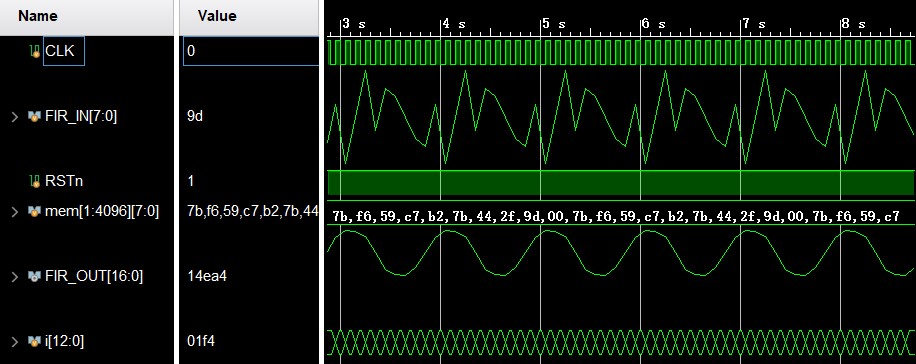 Name Value 3 s 4 s 5 s 6 s 7 s 8 s
CLK 0
FIR_IN[7:0] 9d
RSTn 1
mem[1:4096][7:0] 7b,f6,59,c7,b2,7b,44 7b,f6,59,c7,b2,7b,44,2f,9d,00,7b,f6,59,c7,b2,7b,44,2f,9d,00,7b,f6,59,c7
FIR_OUT[16:0] 14ea4
i[12:0] 01f4